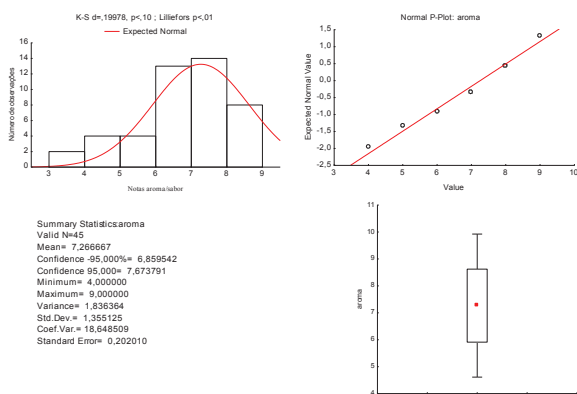 K-S d=,19978, p<,10 ; Lilliefors p<,01
Expected Normal
16
14
12
10
8
6
4
2
0
Número de observações
3 4 5 6 7 8 9
Notas aroma/sabor
Normal P-Plot: aroma
1,5
1,0
0,5
0,0
-0,5
-1,0
-1,5
-2,0
-2,5
Expected Normal Value
3 4 5 6 7 8 9 10
Value
Summary Statistics:aroma
Valid N=45
Mean= 7,266667
Confidence -95,000%= 6,859542
Confidence 95,000= 7,673791
Minimum= 4,000000
Maximum= 9,000000
Variance= 1,836364
Std.Dev.= 1,355125
Coef.Var.= 18,648509
Standard Error= 0,202010
11
10
9
8
7
6
5
4
aroma